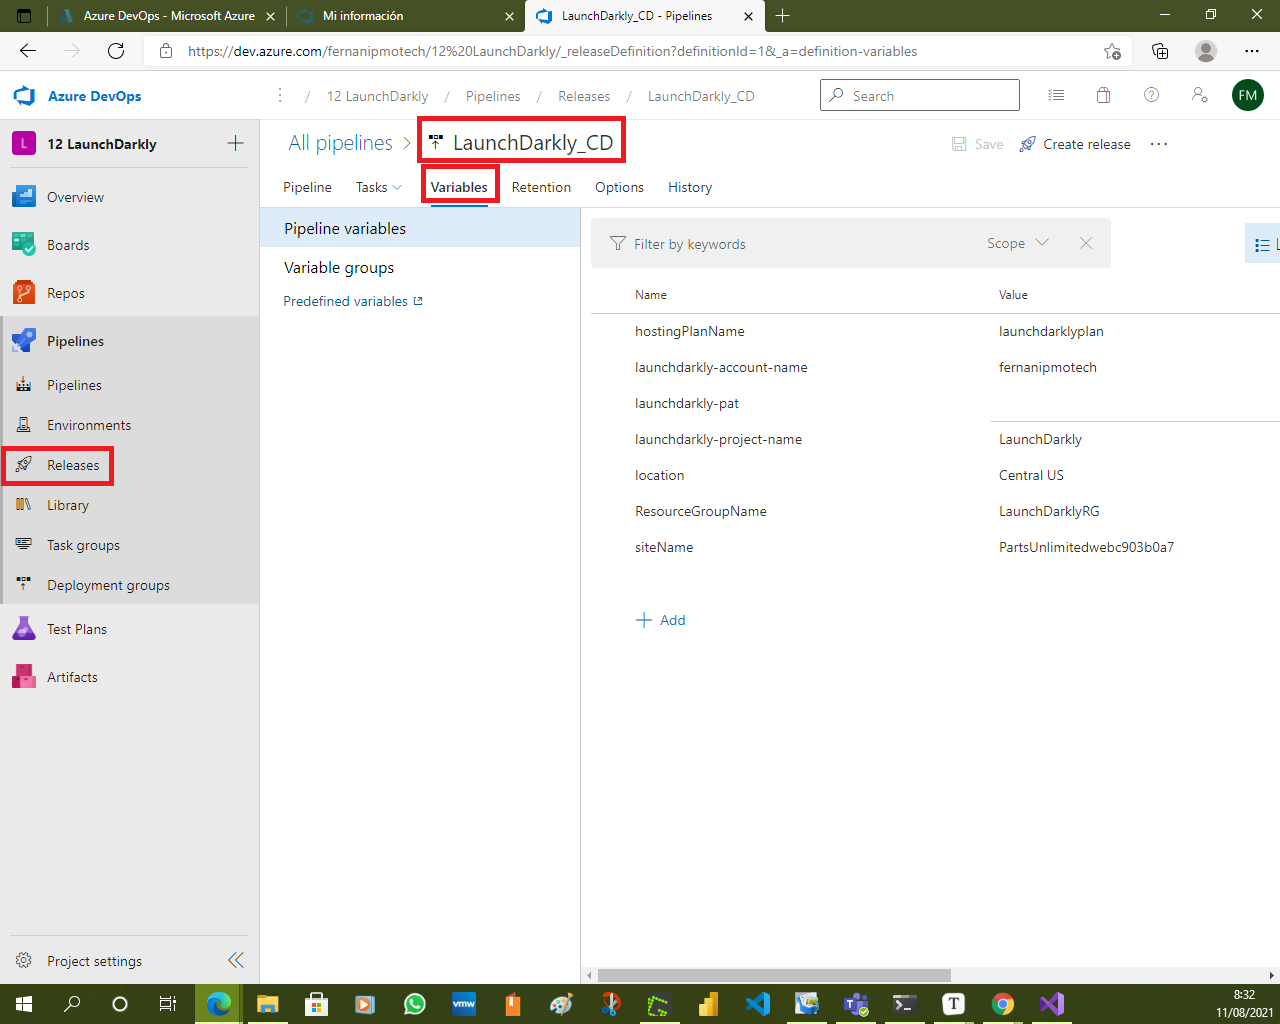 Azure DevOps - Microsoft Azure
Mi información
LaunchDarkly_CD - Pipelines
https://dev.azure.com/fernanipmotech/12%20LaunchDarkly/_releaseDefinition?definitionId=1&_a=definition-variables
Azure DevOps
/ 12 LaunchDarkly / Pipelines / Releases / LaunchDarkly_CD
Search
FM
L 12 LaunchDarkly
All pipelines > LaunchDarkly_CD
Save
Create release
Pipeline
Tasks
Variables
Retention
Options
History
Overview
Boards
Repos
Pipelines
Pipelines
Environments
Releases
Library
Task groups
Deployment groups
Test Plans
Artifacts
Project settings
Pipeline variables
Variable groups
Predefined variables
Filter by keywords
Scope
L
Name Value
hostingPlanName launchdarklyplan
launchdarkly-account-name fernanipmotech
launchdarkly-pat
launchdarkly-project-name LaunchDarkly
location Central US
ResourceGroupName LaunchDarklyRG
siteName PartsUnlimitedwebc903b0a7
Add
vmw
T
8:32
11/08/2021